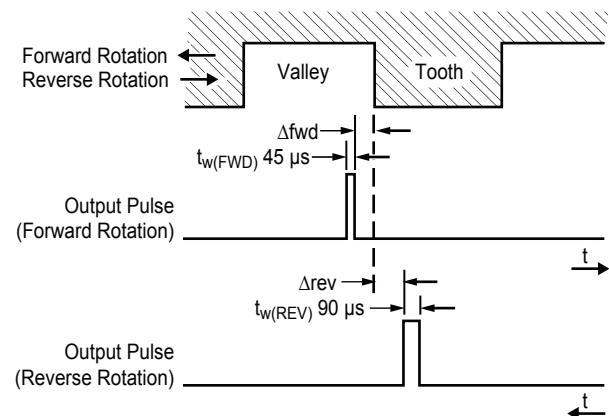 Forward Rotation
Reverse Rotation
Valley
Tooth
Δfwd
tw(FWD) 45 µs
Output Pulse
(Forward Rotation)
t
Δrev
tw(REV) 90 µs
Output Pulse
(Reverse Rotation)
t